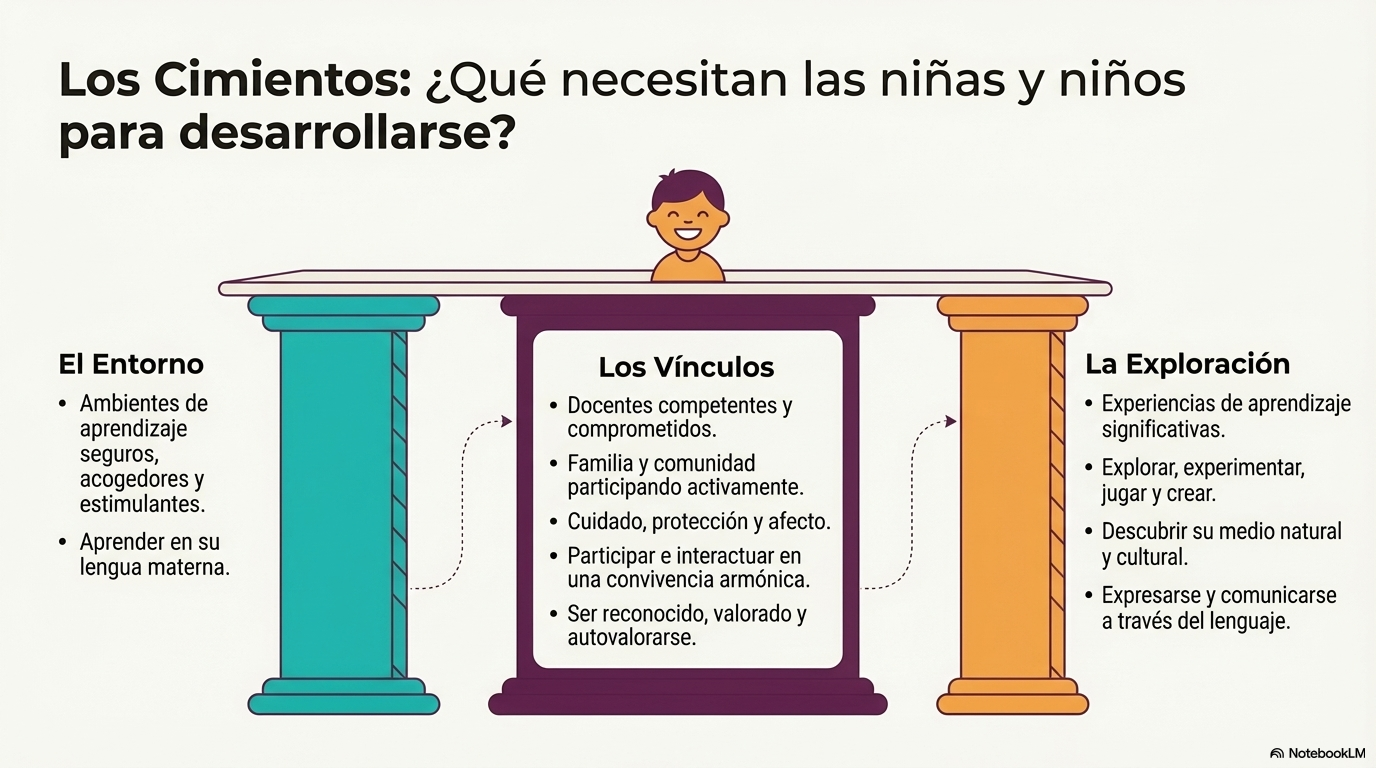 Los Cimientos: ¿Qué necesitan las niñas y niños
para desarrollarse?
El Entorno
• Ambientes de
aprendizaje
seguros,
acogedores y
estimulantes.
• Aprender en su
lengua materna.
Los Vínculos
• Docentes competentes y
comprometidos.
• Familia y comunidad
participando activamente.
• Cuidado, protección y afecto.
• Participar e interactuar en
una convivencia armónica.
• Ser reconocido, valorado y
autovalorarse.
La Exploración
• Experiencias de aprendizaje
significativas.
• Explorar, experimentar,
jugar y crear.
• Descubrir su medio natural
y cultural.
• Expresarse y comunicarse
a través del lenguaje.
NotebookLM